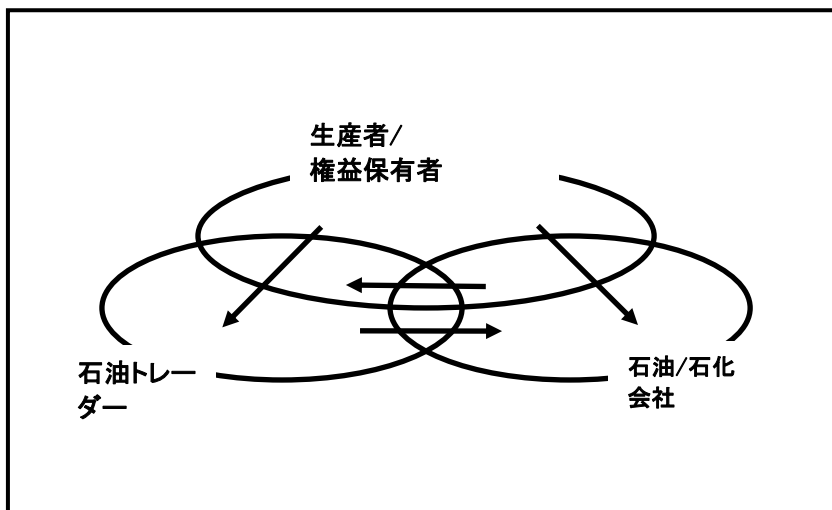 生産者/
権益保有者
石油トレー
ダー
石油/石化
会社